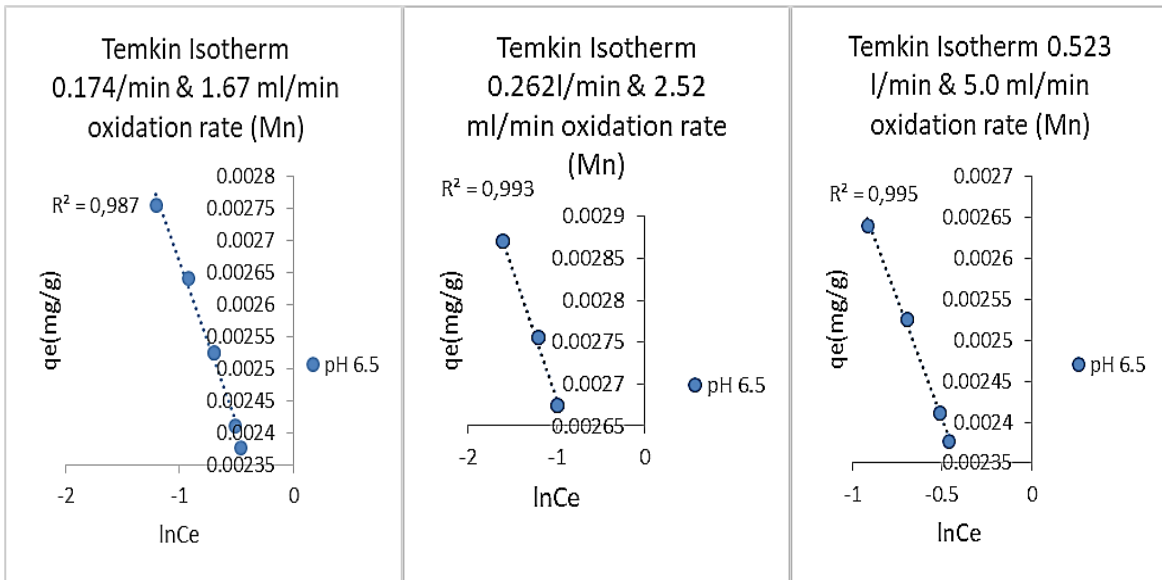 Temkin Isotherm
0.174/min & 1.67 ml/min
oxidation rate (Mn)
R² = 0,987
0.0028
0.00275
0.0027
0.00265
0.0026
0.00255
0.0025
0.00245
0.0024
0.00235
qe(mg/g)
pH 6.5
-2
-1
0
lnCe
Temkin Isotherm
0.262l/min & 2.52
ml/min oxidation rate
(Mn)
R² = 0,993
0.0029
0.00285
0.0028
0.00275
0.0027
0.00265
qe(mg/g)
pH 6.5
-2
-1
0
lnCe
Temkin Isotherm 0.523
l/min & 5.0 ml/min
oxidation rate (Mn)
R² = 0,995
0.0027
0.00265
0.0026
0.00255
0.0025
0.00245
0.0024
0.00235
qe(mg/g)
pH 6.5
-1
-0.5
0
lnCe